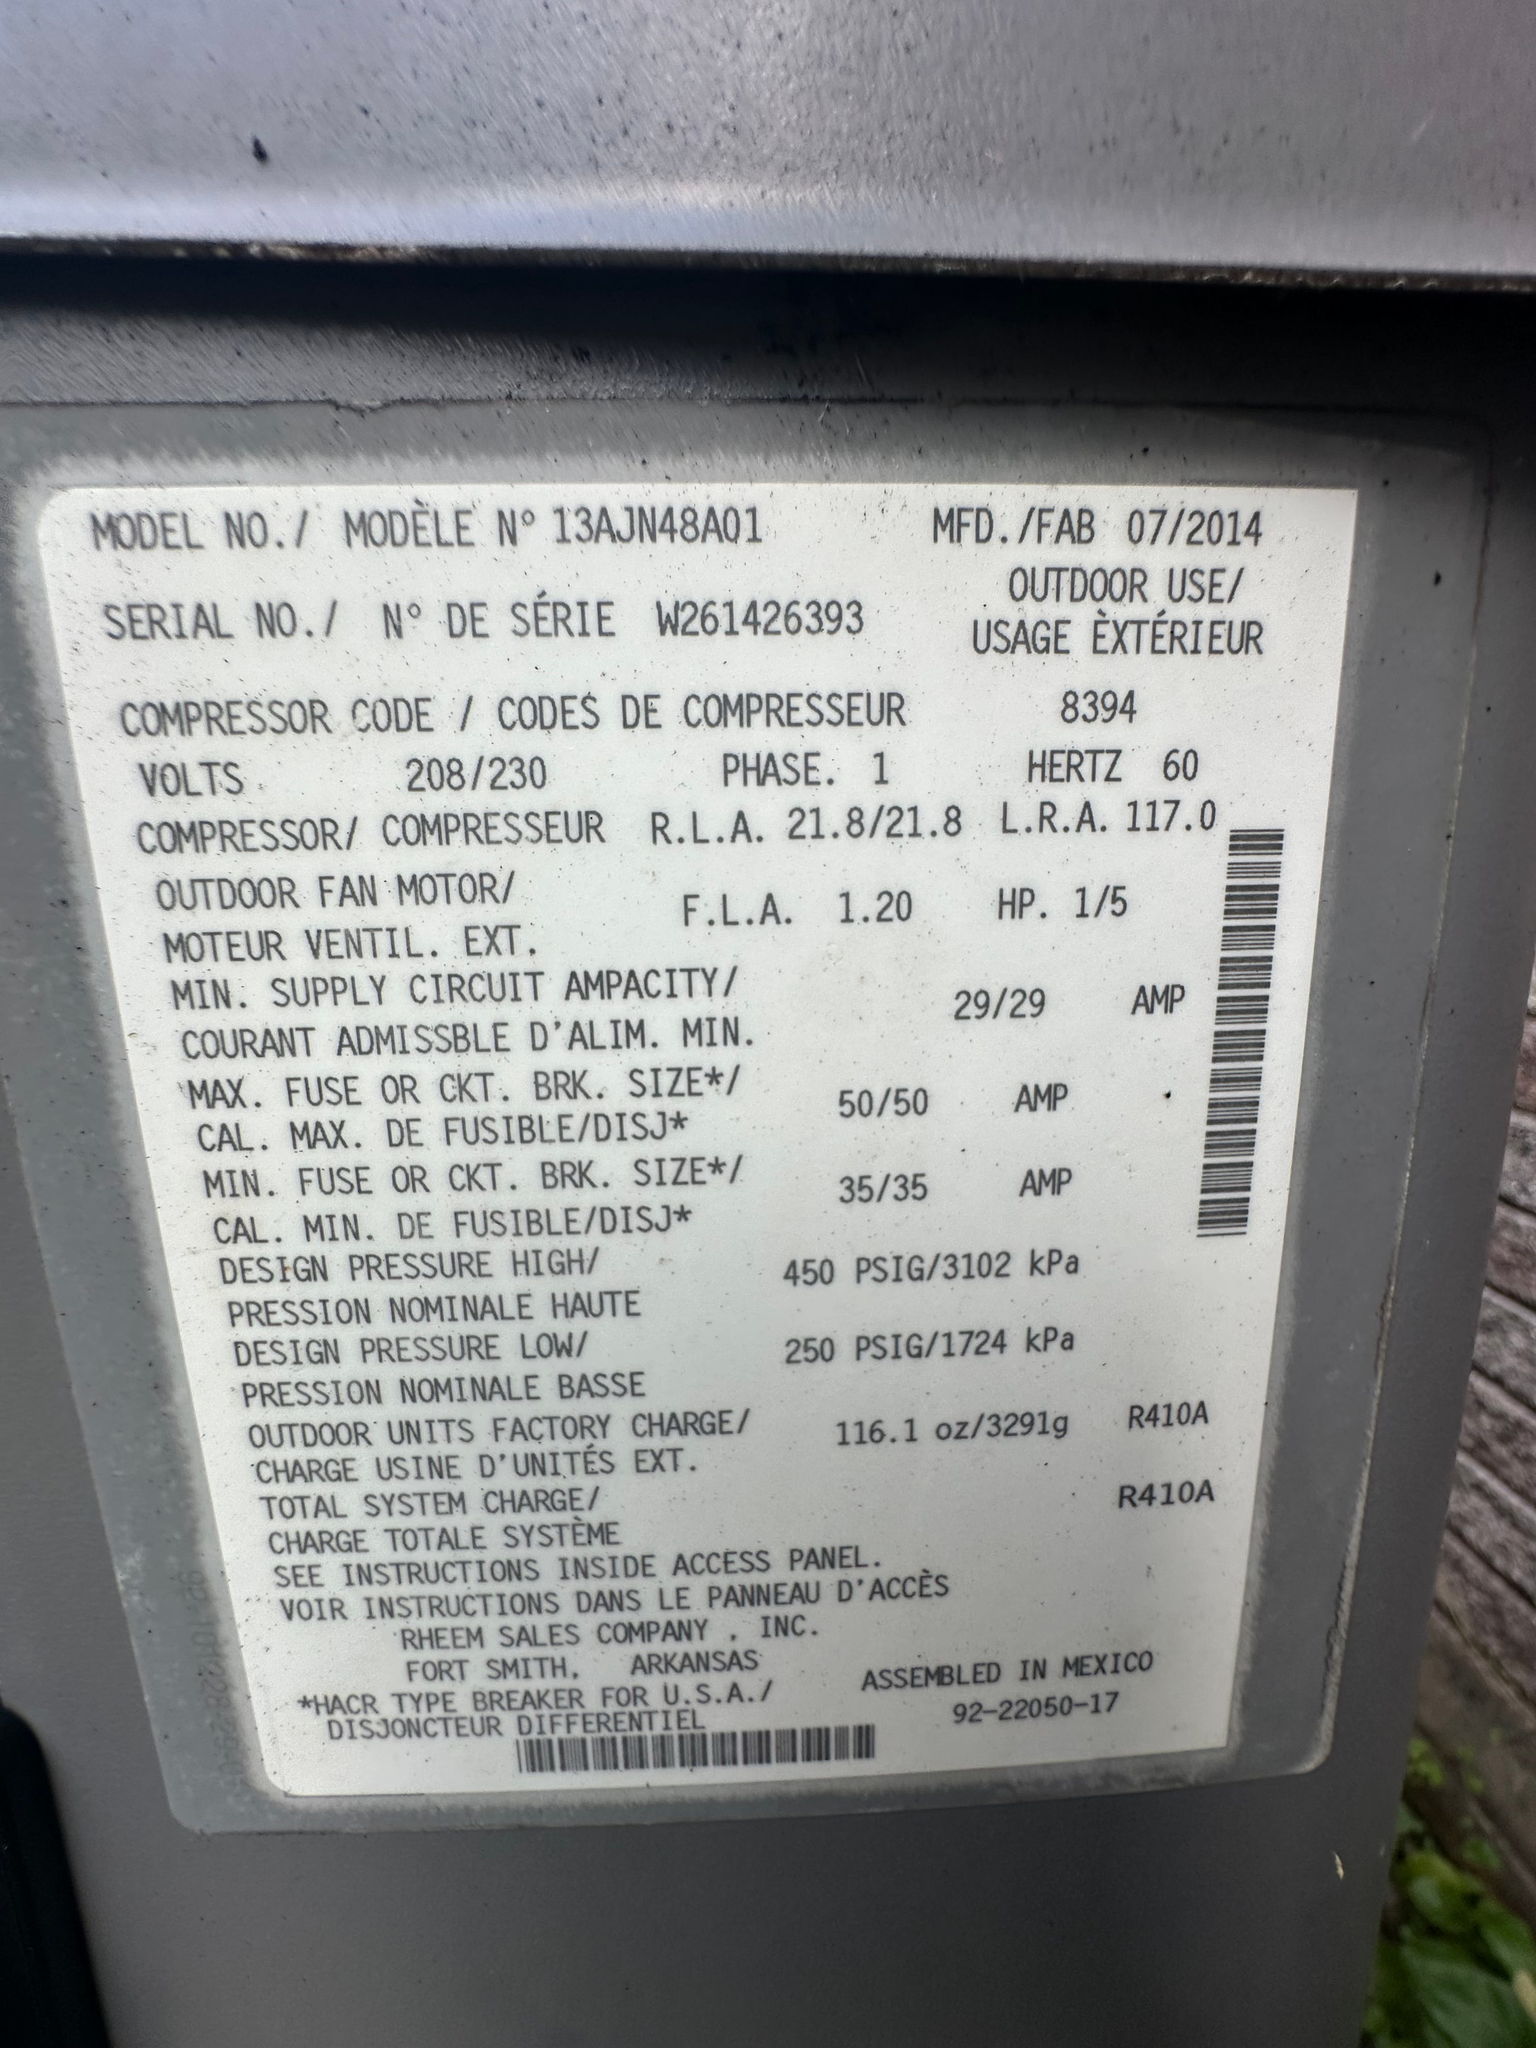 MODEL NO./ MODÈLE N° 13AJN48A01 MFD./FAB 07/2014
OUTDOOR USE/
SERIAL NO./ N° DE SÉRIE W261426393 USAGE ÈXTÉRIEUR
COMPRESSOR CODE / CODES DE COMPRESSEUR 8394
VOLTS 208/230 PHASE. 1 HERTZ 60
COMPRESSOR/ COMPRESSEUR R.L.A. 21.8/21.8 L.R.A. 117.0
OUTDOOR FAN MOTOR/ F.L.A. 1.20 HP. 1/5
MOTEUR VENTIL. EXT.
MIN. SUPPLY CIRCUIT AMPACITY/ 29/29 AMP
COURANT ADMISSBLE D'ALIM. MIN.
MAX. FUSE OR CKT. BRK. SIZE*/ 50/50 AMP
CAL. MAX. DE FUSIBLE/DISJ*
MIN. FUSE OR CKT. BRK. SIZE*/ 35/35 AMP
CAL. MIN. DE FUSIBLE/DISJ*
DESIGN PRESSURE HIGH/ 450 PSIG/3102 kPa
PRESSION NOMINALE HAUTE
DESIGN PRESSURE LOW/ 250 PSIG/1724 kPa
PRESSION NOMINALE BASSE
OUTDOOR UNITS FACTORY CHARGE/ 116.1 oz/3291g R410A
CHARGE USINE D'UNITÉS EXT.
TOTAL SYSTEM CHARGE/ R410A
CHARGE TOTALE SYSTÈME
SEE INSTRUCTIONS INSIDE ACCESS PANEL.
VOIR INSTRUCTIONS DANS LE PANNEAU D'ACCÈS
RHEEM SALES COMPANY , INC.
FORT SMITH, ARKANSAS ASSEMBLED IN MEXICO
*HACR TYPE BREAKER FOR U.S.A./ 92-22050-17
DISJONCTEUR DIFFERENTIEL